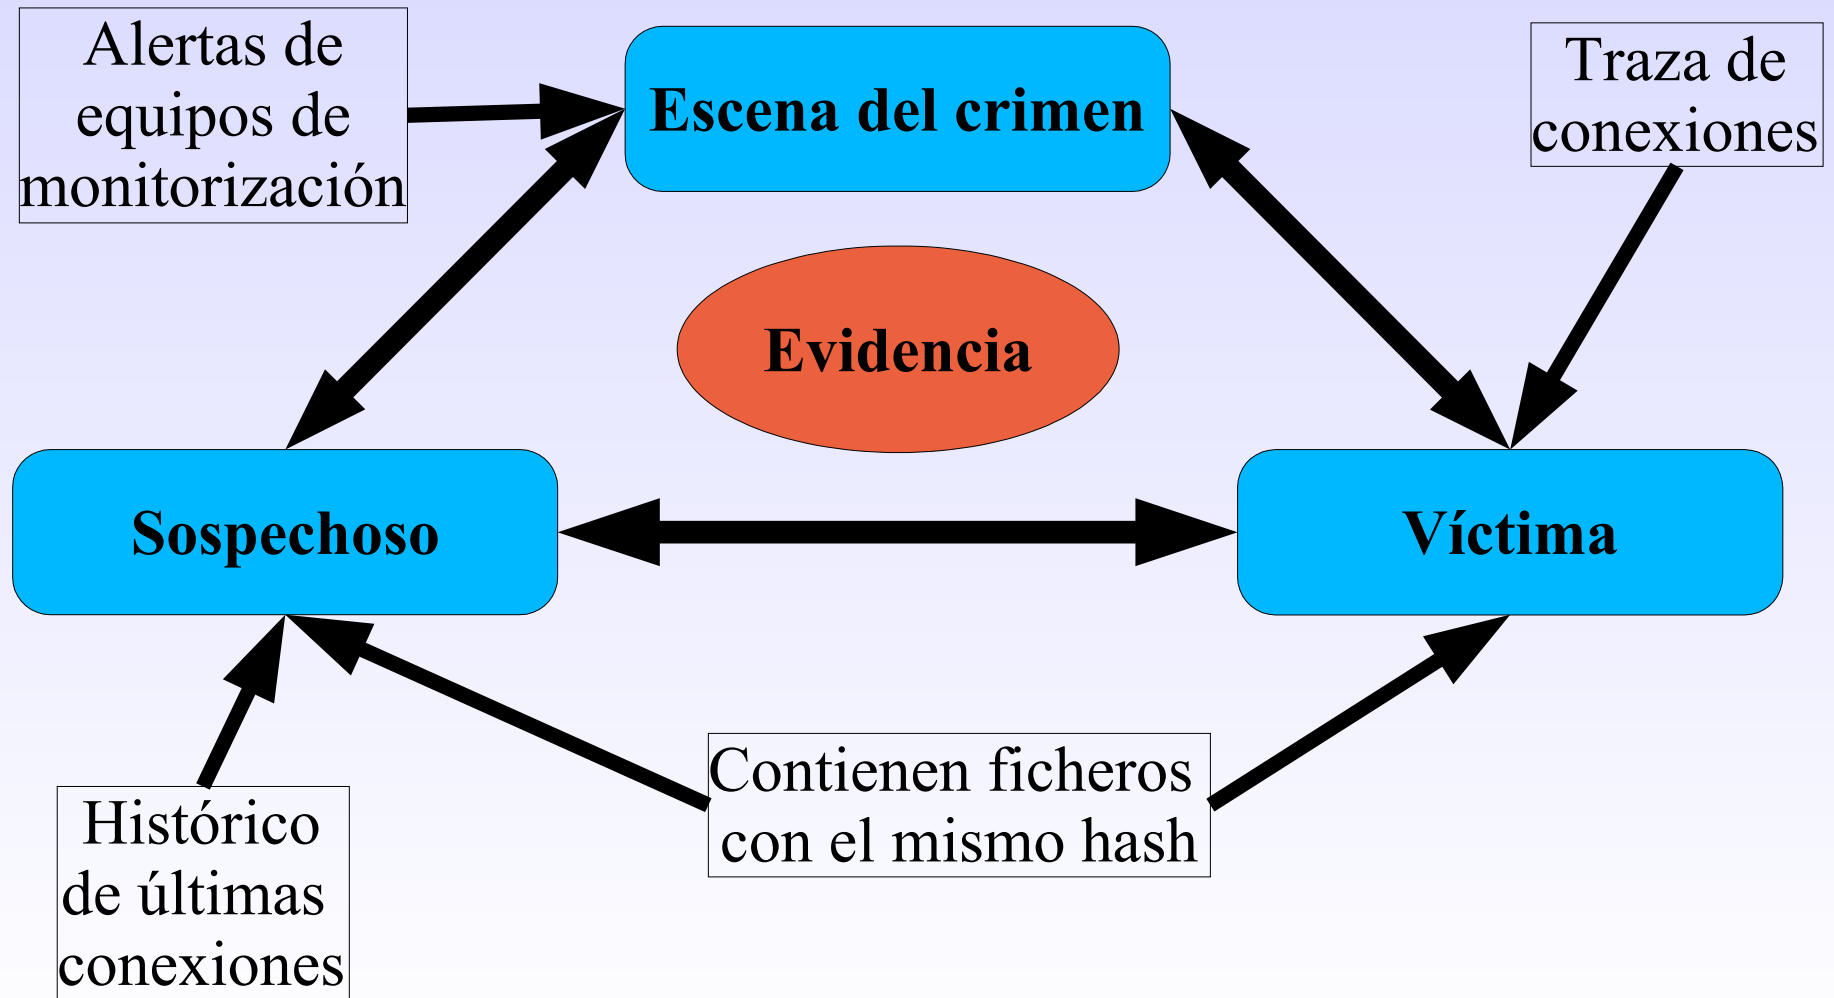 Alertas de
equipos de
monitorización
Escena del crimen
Traza de
conexiones
Evidencia
Sospechoso
Víctima
Contienen ficheros
con el mismo hash
Histórico
de últimas
conexiones